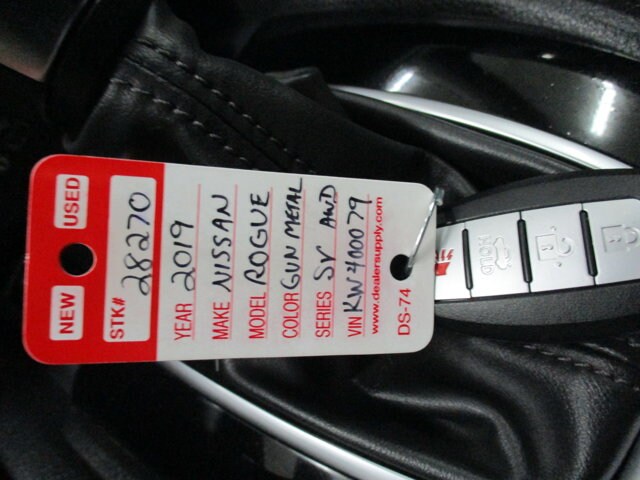 NEW USED
STK# 28270
YEAR 2019
MAKE NISSAN
MODEL ROGUE
COLOR GUN METAL
SERIES SV AWD
VIN KW400079
www.dealersupply.com
DS-74
HOLD